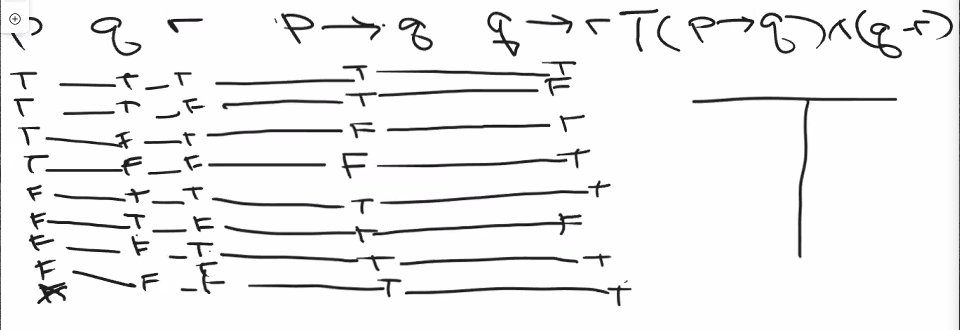 p q r p → q q → r T(p→q)∧(q→r)
T T T T T
T T F T F
T F T F T
T F F F T
F T T T T
F T F T F
F F T T T
F F F T T